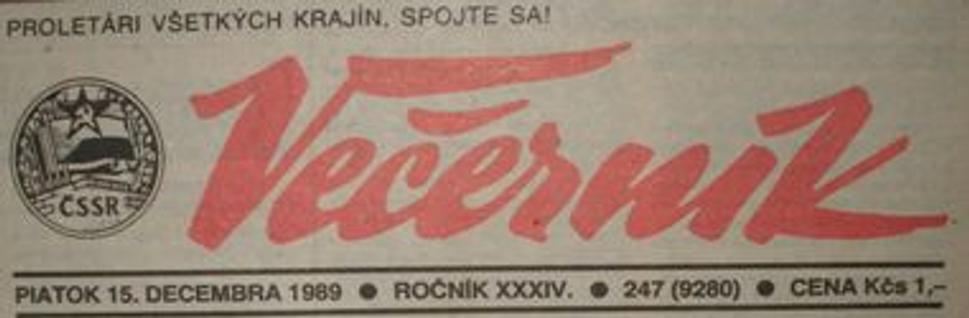 PROLETÁRI VŠETKÝCH KRAJÍN, SPOJTE SA!
ČSSR
Večerník
PIATOK 15. DECEMBRA 1989 ● ROČNÍK XXXIV. ● 247 (9280) ● CENA Kčs 1,–